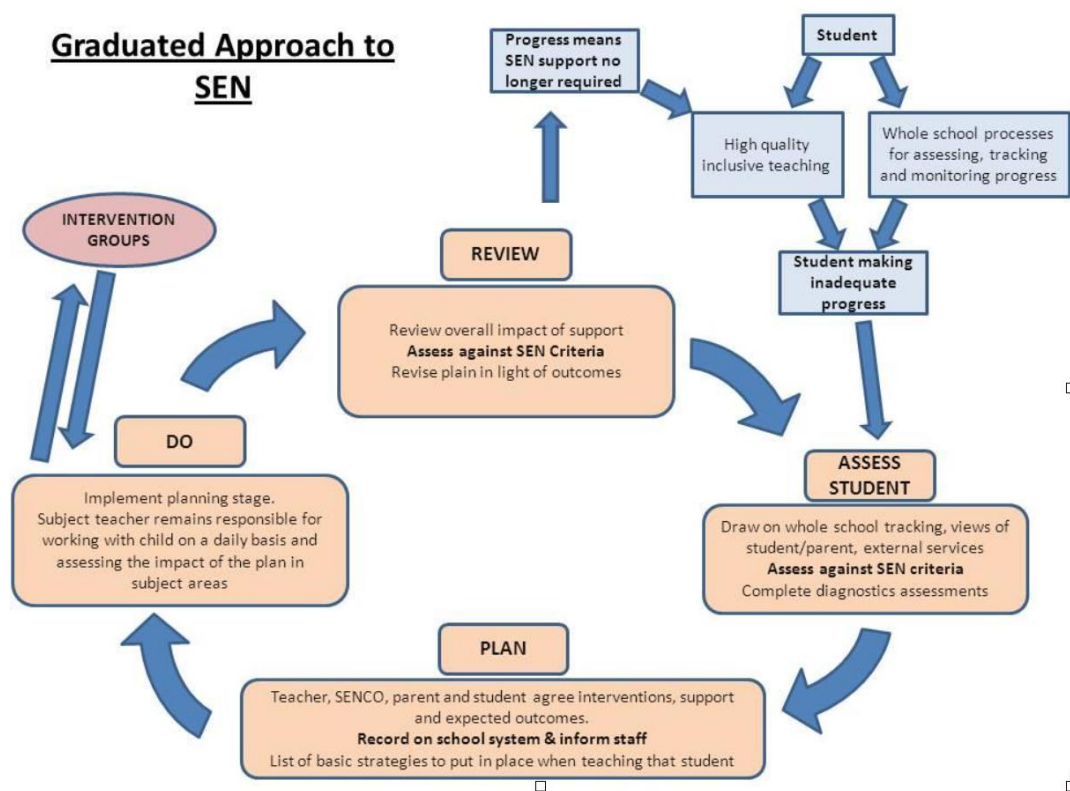 Graduated Approach to
SEN
Progress means
SEN support no
longer required
Student
High quality
inclusive teaching
Whole school processes
for assessing, tracking
and monitoring progress
Student making
inadequate
progress
INTERVENTION
GROUPS
REVIEW
Review overall impact of support
Assess against SEN Criteria
Revise plain in light of outcomes
DO
Implement planning stage.
Subject teacher remains responsible for
working with child on a daily basis and
assessing the impact of the plan in
subject areas
ASSESS
STUDENT
Draw on whole school tracking, views of
student/parent, external services
Assess against SEN criteria
Complete diagnostics assessments
PLAN
Teacher, SENCO, parent and student agree interventions, support
and expected outcomes.
Record on school system & inform staff
List of basic strategies to put in place when teaching that student